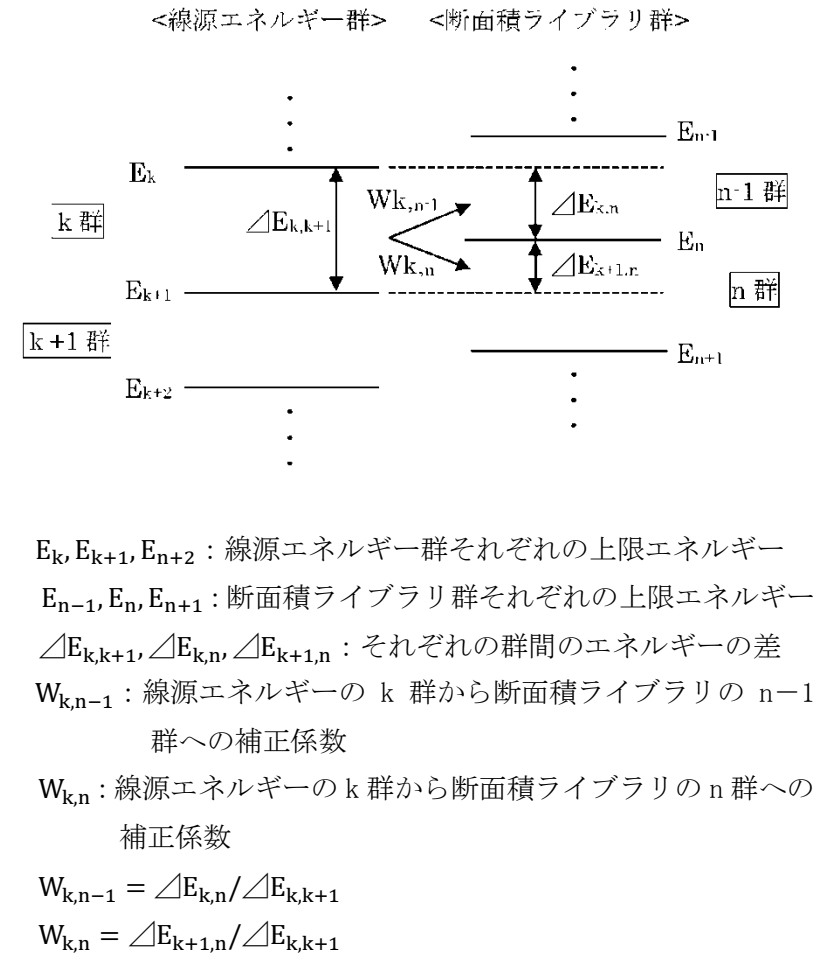 <線源エネルギー群> <断面積ライブラリ群>
E_{n-1}
E_k
n-1 群
W_{k,n-1}
k 群
⊿E_{k,k+1}
⊿E_{k,n}
E_n
W_{k,n}
⊿E_{k+1,n}
E_{k+1}
n 群
k+1 群
E_{n+1}
E_{k+2}
E_k, E_{k+1}, E_{n+2}：線源エネルギー群それぞれの上限エネルギー
E_{n−1}, E_n, E_{n+1}：断面積ライブラリ群それぞれの上限エネルギー
⊿E_{k,k+1}, ⊿E_{k,n}, ⊿E_{k+1,n}：それぞれの群間のエネルギーの差
W_{k,n−1}：線源エネルギーの k 群から断面積ライブラリの n－1
群への補正係数
W_{k,n}：線源エネルギーの k 群から断面積ライブラリの n 群への
補正係数
W_{k,n−1} = ⊿E_{k,n}/⊿E_{k,k+1}
W_{k,n} = ⊿E_{k+1,n}/⊿E_{k,k+1}